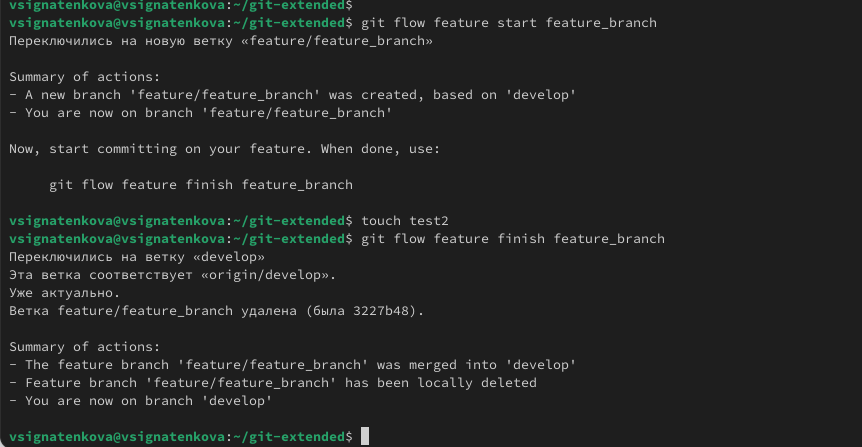 vsignatenkova@vsignatenkova:~/git-extended$
vsignatenkova@vsignatenkova:~/git-extended$ git flow feature start feature_branch
Переключились на новую ветку «feature/feature_branch»
Summary of actions:
- A new branch 'feature/feature_branch' was created, based on 'develop'
- You are now on branch 'feature/feature_branch'
Now, start committing on your feature. When done, use:
git flow feature finish feature_branch
vsignatenkova@vsignatenkova:~/git-extended$ touch test2
vsignatenkova@vsignatenkova:~/git-extended$ git flow feature finish feature_branch
Переключились на ветку «develop»
Эта ветка соответствует «origin/develop».
Уже актуально.
Ветка feature/feature_branch удалена (была 3227b48).
Summary of actions:
- The feature branch 'feature/feature_branch' was merged into 'develop'
- Feature branch 'feature/feature_branch' has been locally deleted
- You are now on branch 'develop'
vsignatenkova@vsignatenkova:~/git-extended$